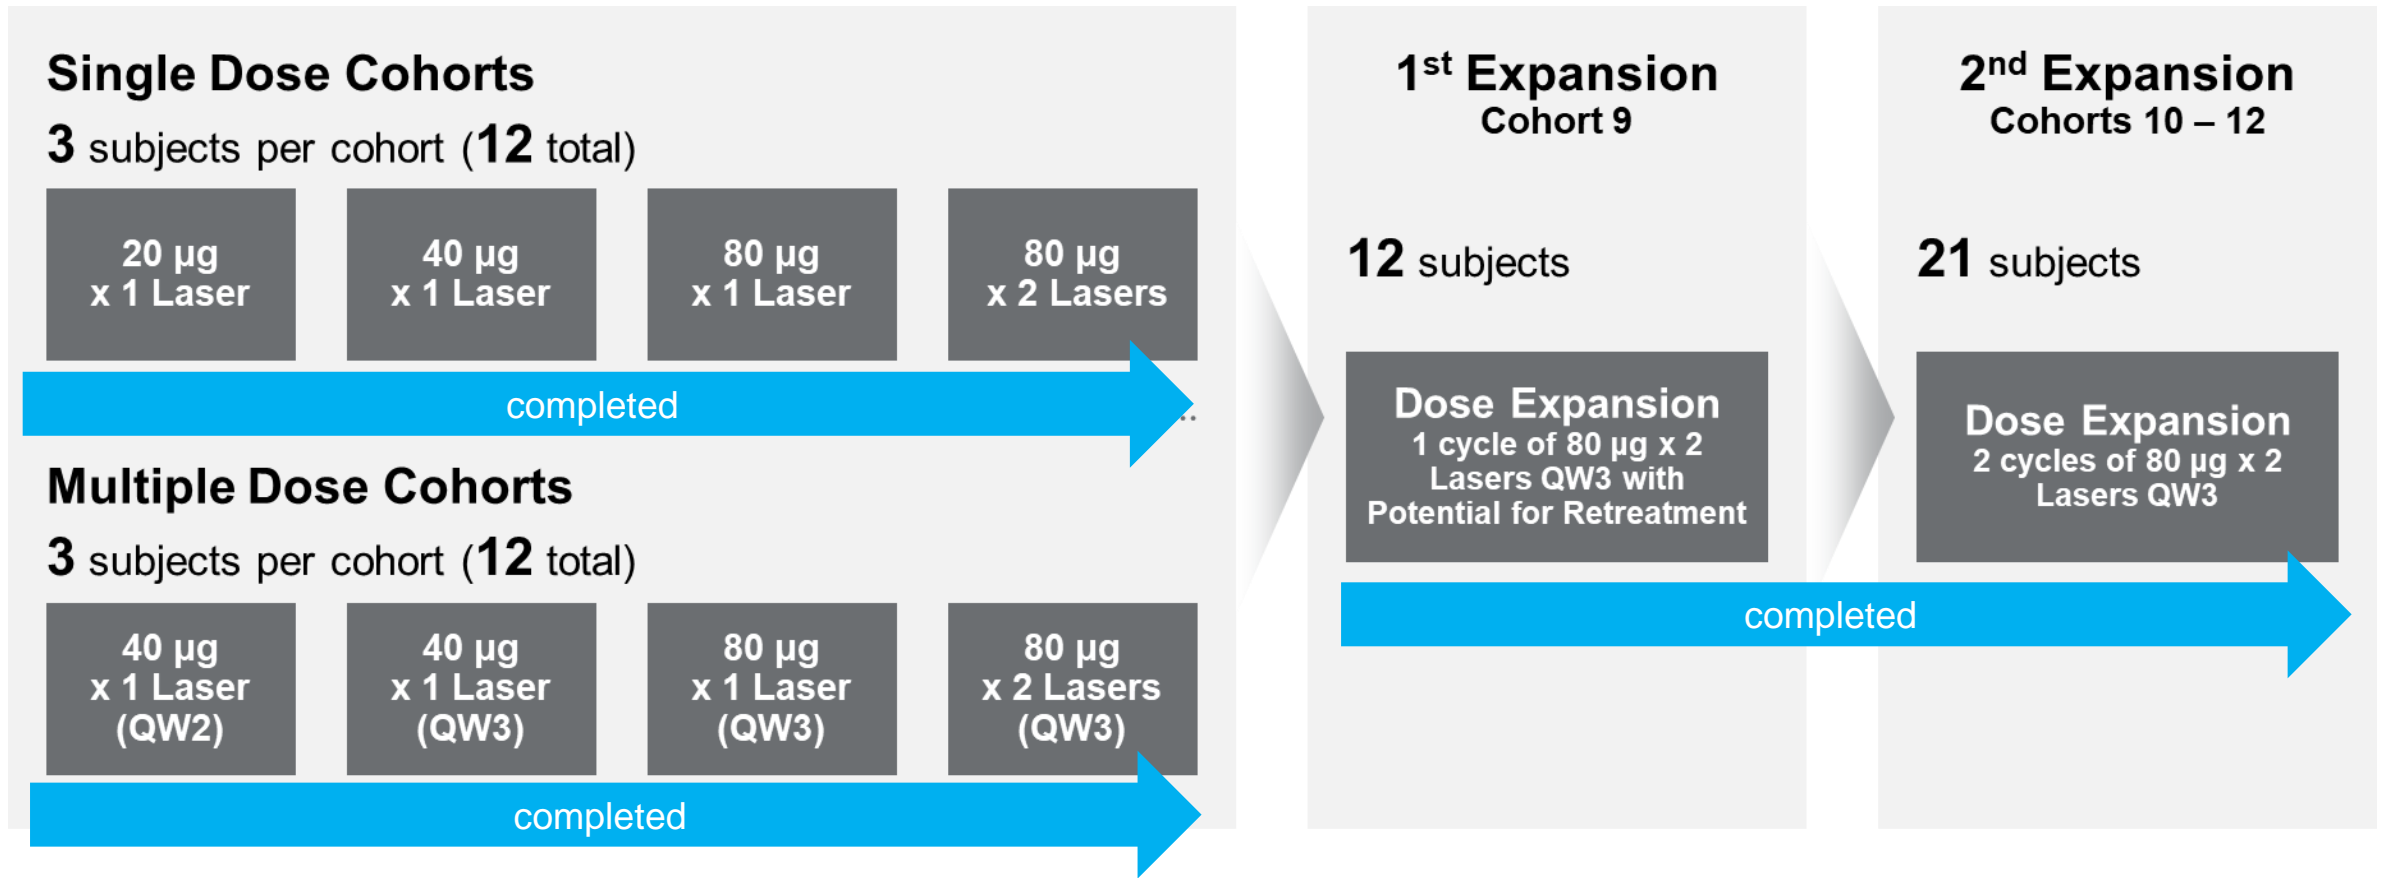 Single Dose Cohorts
3 subjects per cohort (12 total)
20 µg
x 1 Laser
40 µg
x 1 Laser
80 µg
x 1 Laser
80 µg
x 2 Lasers
completed
..
Multiple Dose Cohorts
3 subjects per cohort (12 total)
40 µg
x 1 Laser
(QW2)
40 µg
x 1 Laser
(QW3)
80 µg
x 1 Laser
(QW3)
80 µg
x 2 Lasers
(QW3)
completed
1st Expansion
Cohort 9
12 subjects
Dose Expansion
1 cycle of 80 µg x 2
Lasers QW3 with
Potential for Retreatment
2nd Expansion
Cohorts 10 – 12
21 subjects
Dose Expansion
2 cycles of 80 µg x 2
Lasers QW3
completed